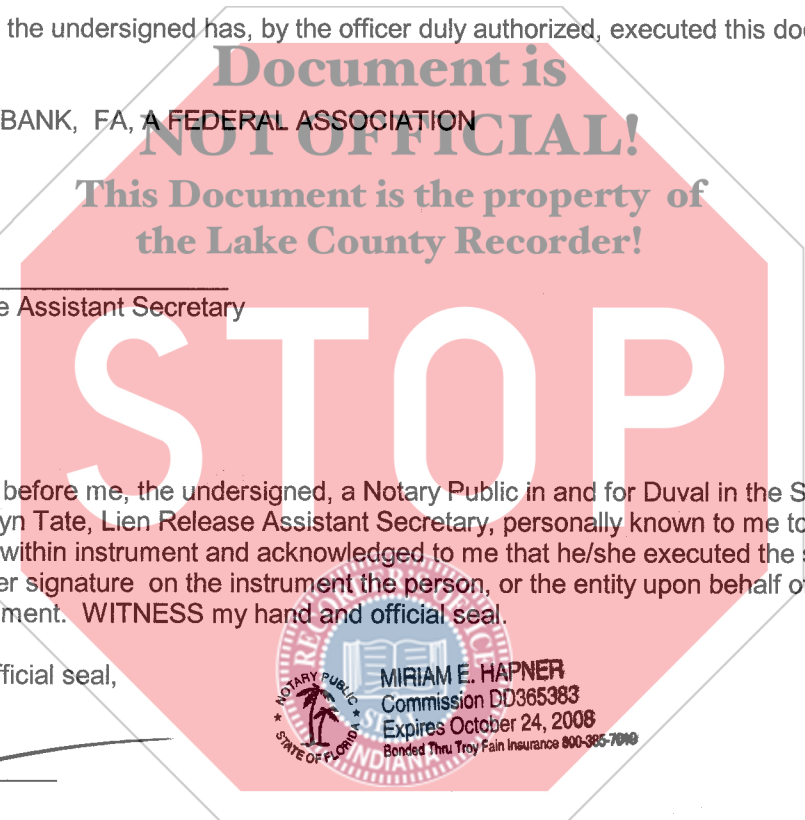 the undersigned has, by the officer duly authorized, executed this doc
Document is
BANK, FA, A FEDERAL ASSOCIATION
NOT OFFICIAL!
This Document is the property of
the Lake County Recorder!
e Assistant Secretary
STOP
before me, the undersigned, a Notary Public in and for Duval in the S
yn Tate, Lien Release Assistant Secretary, personally known to me to
within instrument and acknowledged to me that he/she executed the s
er signature on the instrument the person, or the entity upon behalf of
ment. WITNESS my hand and official seal.
RECORDER'S OFFICE
SEAL
INDIANA
fficial seal,
NOTARY PUBLIC
STATE OF FLORIDA
MIRIAM E. HAPNER
Commission DD365383
Expires October 24, 2008
Bonded Thru Troy Fain Insurance 800-385-7019